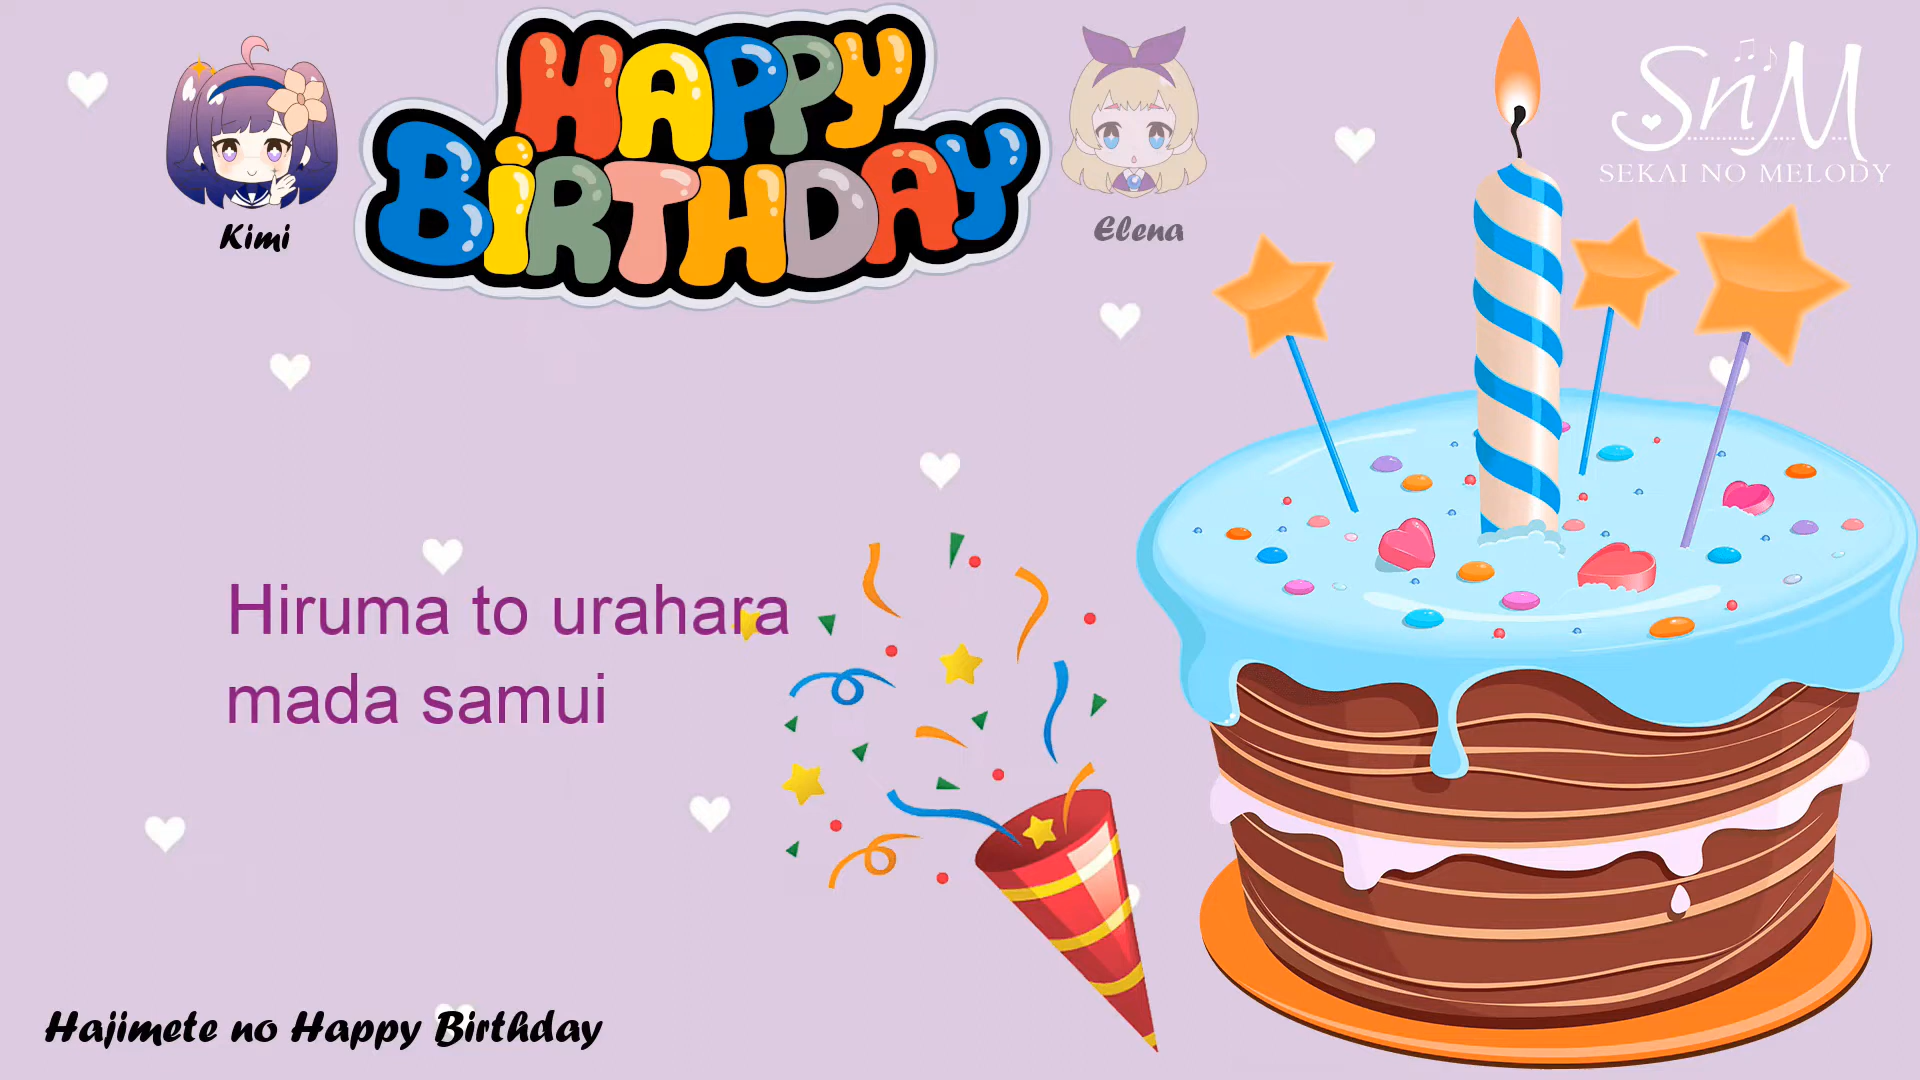 HAPPY
BIRTHDAY
Kimi
Elena
SnM
SEKAI NO MELODY
Hiruma to urahara
mada samui
Hajimete no Happy Birthday